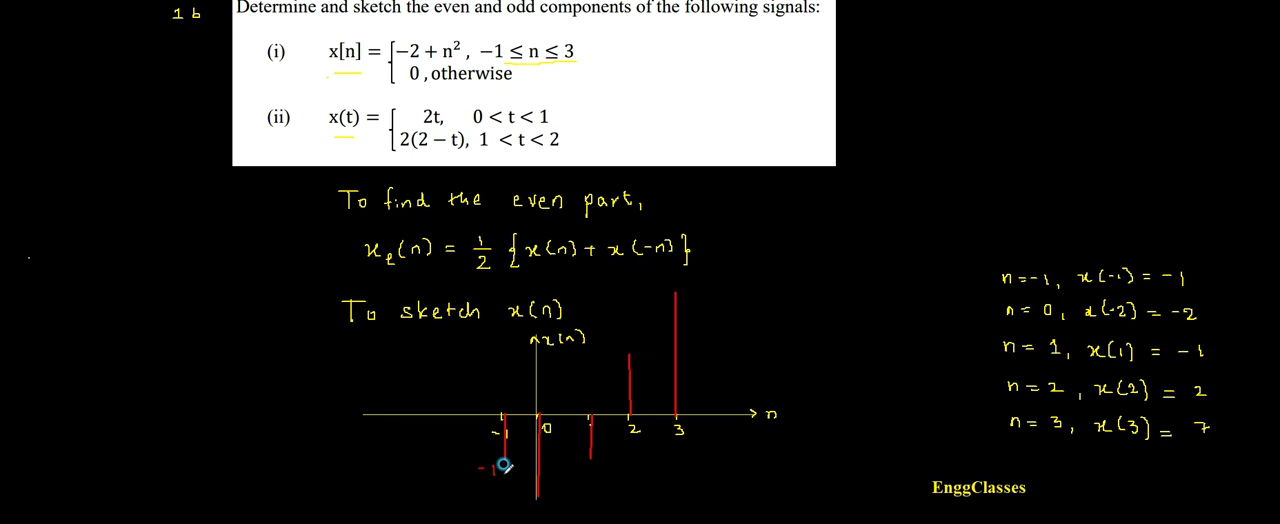 1 b
Determine and sketch the even and odd components of the following signals:
(i) x[n] = {−2 + n², −1 ≤ n ≤ 3
0, otherwise
(ii) x(t) = { 2t, 0 < t < 1
2(2 − t), 1 < t < 2
To find the even part,
xe(n) = 1/2 {x(n) + x(-n)}
To sketch x(n)
x(n)
n
-1 0 2 3
-1
n = -1, x(-1) = -1
n = 0, x(-2) = -2
n = 1, x(1) = -1
n = 2, x(2) = 2
n = 3, x(3) = 7
EnggClasses